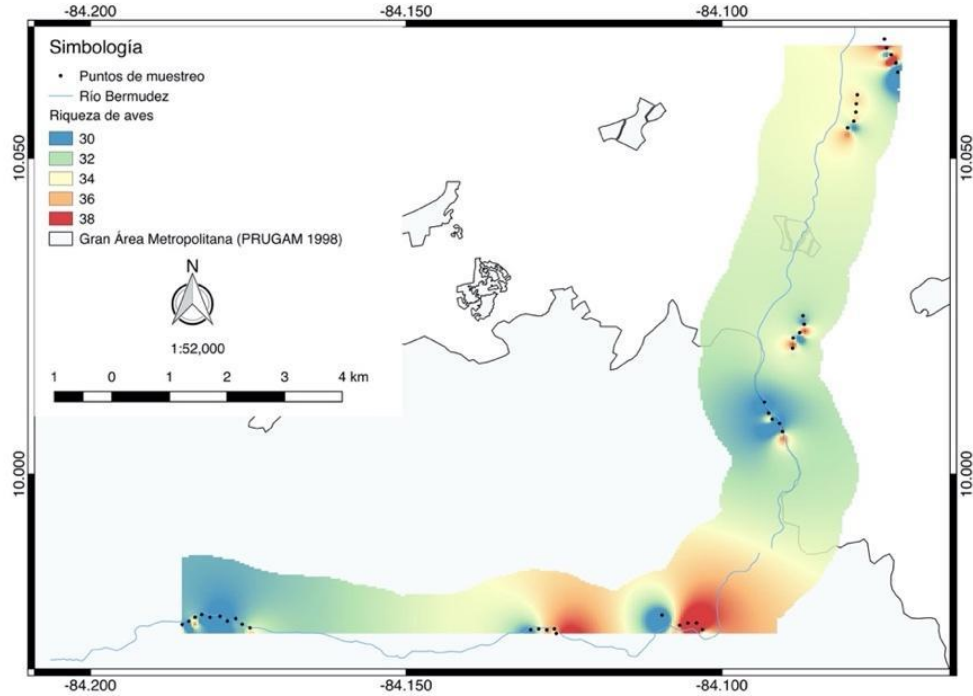 -84.200 -84.150 -84.100
Simbología
Puntos de muestreo
Río Bermudez
Riqueza de aves
30
32
34
36
38
Gran Área Metropolitana (PRUGAM 1998)
N
1:52,000
1 0 1 2 3 4 km
10.050 10.050
10.000 10.000
-84.200 -84.150 -84.100